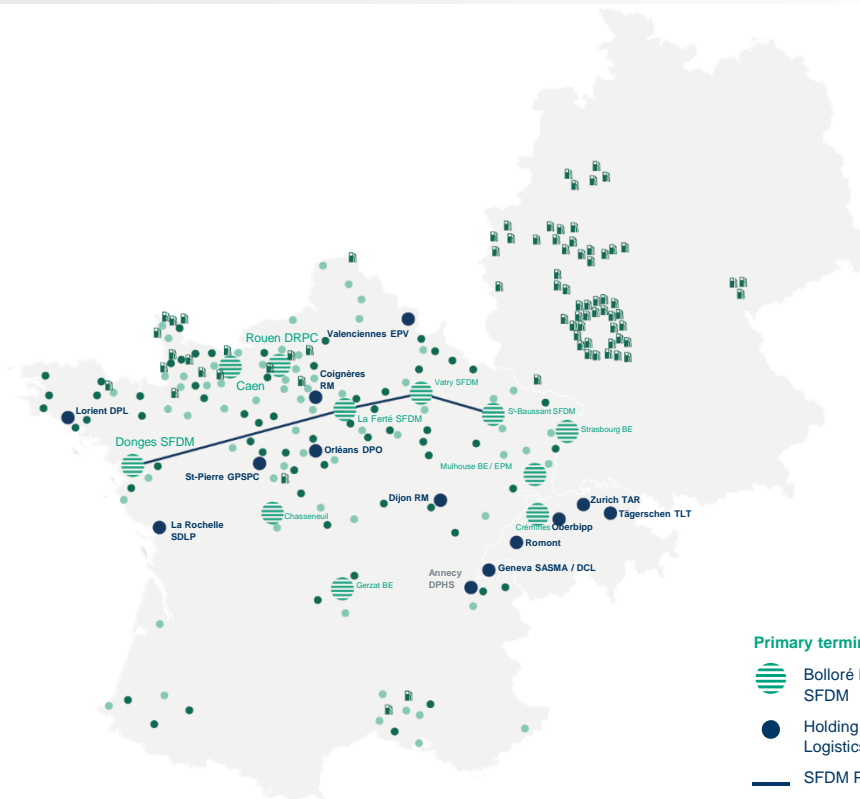 Rouen DRPC
Valenciennes EPV
Caen
Coignères
RM
Vatry SFDM
Lorient DPL
La Ferté SFDM
St-Baussant SFDM
Strasbourg BE
Donges SFDM
Orléans DPO
Mulhouse BE / EPM
St-Pierre GPSPC
Dijon RM
Zurich TAR
Chasseneuil
Tägerschen TLT
La Rochelle
SDLP
Crémines
Oberbipp
Romont
Annecy
DPHS
Geneva SASMA / DCL
Gerzat BE
Primary termin
Bolloré
SFDM
Holding
Logistics
SFDM P